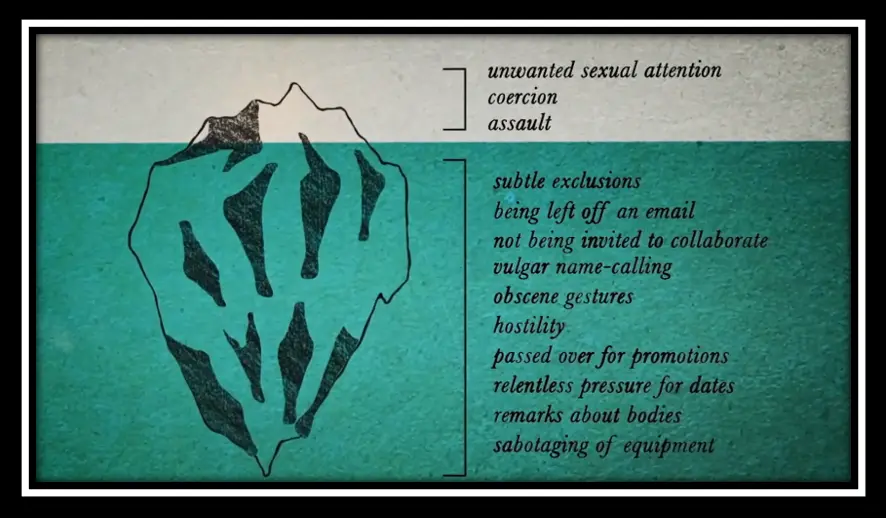 unwanted sexual attention
coercion
assault
subtle exclusions
being left off an email
not being invited to collaborate
vulgar name-calling
obscene gestures
hostility
passed over for promotions
relentless pressure for dates
remarks about bodies
sabotaging of equipment